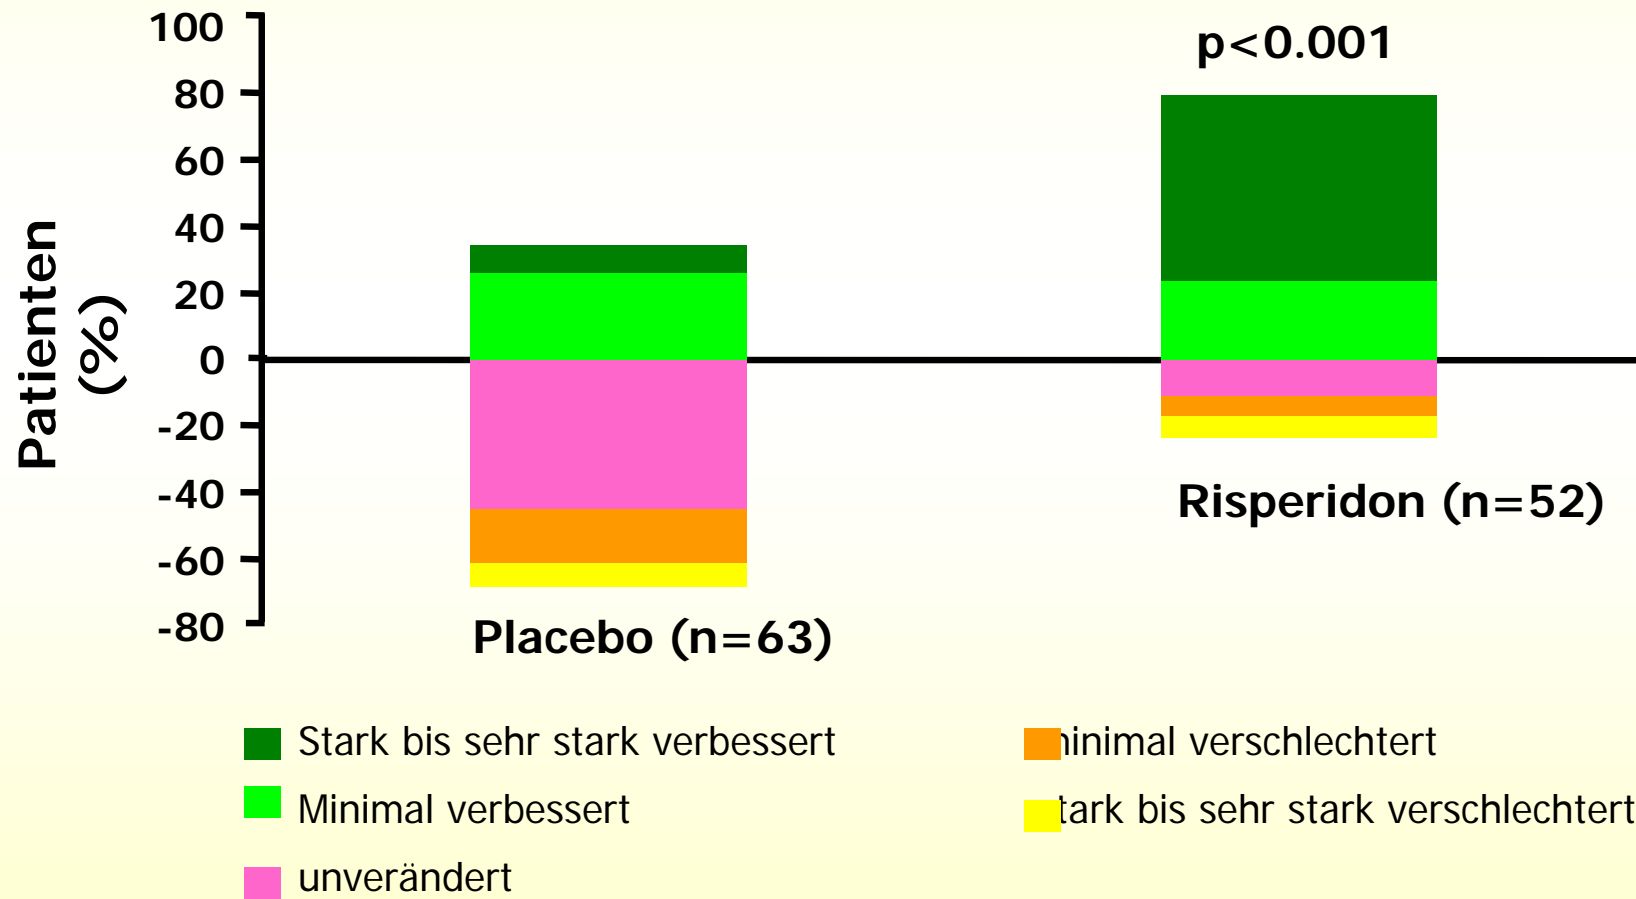 100
p<0.001
80
60
40
20
0
-20
-40
-60
-80
Patienten
(%)
Risperidon (n=52)
Placebo (n=63)
Stark bis sehr stark verbessert
inimal verschlechtert
Minimal verbessert
tark bis sehr stark verschlechtert
unverändert